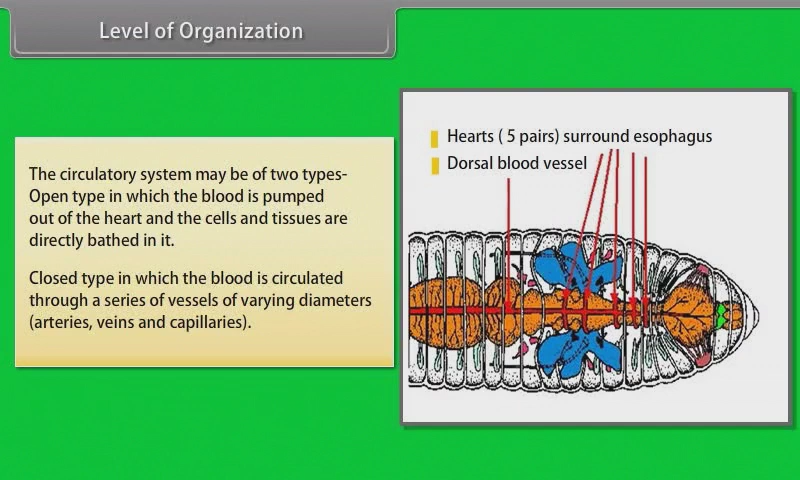 Level of Organization
The circulatory system may be of two types-
Open type in which the blood is pumped
out of the heart and the cells and tissues are
directly bathed in it.
Closed type in which the blood is circulated
through a series of vessels of varying diameters
(arteries, veins and capillaries).
Hearts ( 5 pairs) surround esophagus
Dorsal blood vessel